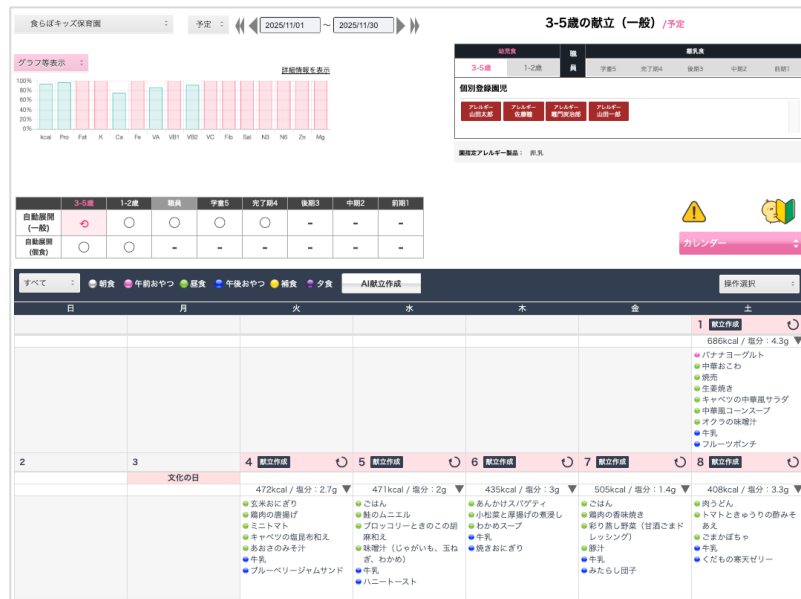 食らぽキッズ保育園
予定
2025/11/01 ~ 2025/11/30
3-5歳の献立（一般）/予定
グラフ等表示
詳細情報を表示
100%
80%
60%
40%
20%
0%
kcal Pro Fat K Ca Fe VA VB1 VB2 VC Fib Sal N3 N6 Zn Mg
幼児食 職員 離乳食
3-5歳 1-2歳 学童5 完了期4 後期3 中期2 前期1
個別登録園児
アレルギー 山田太郎
アレルギー 佐藤麗
アレルギー 竈門炭治郎
アレルギー 山田一郎
園指定アレルギー製品： 卵,乳
3-5歳 1-2歳 職員 学童5 完了期4 後期3 中期2 前期1
自動展開(一般) ○ ○ ○ ○ - - -
自動展開(個食) ○ ○ - - - - - -
カレンダー
すべて 朝食 午前おやつ 昼食 午後おやつ 補食 夕食 AI献立作成 操作選択
日 月 火 水 木 金 土
1 献立作成
686kcal / 塩分：4.3g ▼
バナナヨーグルト
中華おこわ
焼売
生姜焼き
キャベツの中華風サラダ
中華風コーンスープ
オクラの味噌汁
牛乳
フルーツポンチ
2
3
文化の日
4 献立作成
472kcal / 塩分：2.7g ▼
玄米おにぎり
鶏肉の唐揚げ
ミニトマト
キャベツの塩昆布和え
あおさのみそ汁
牛乳
ブルーベリージャムサンド
5 献立作成
471kcal / 塩分：2g ▼
ごはん
鮭のムニエル
ブロッコリーときのこの胡
麻和え
味噌汁（じゃがいも、玉ね
ぎ、わかめ）
牛乳
ハニートースト
6 献立作成
435kcal / 塩分：3g ▼
あんかけスパゲティ
小松菜と厚揚げの煮浸し
わかめスープ
牛乳
焼きおにぎり
7 献立作成
505kcal / 塩分：1.4g ▼
ごはん
鶏肉の香味焼き
彩り蒸し野菜（甘酒ごまド
レッシング）
豚汁
牛乳
みたらし団子
8 献立作成
408kcal / 塩分：3.3g ▼
肉うどん
トマトときゅうりの酢みそ
あえ
ごまかぼちゃ
牛乳
くだもの寒天ゼリー